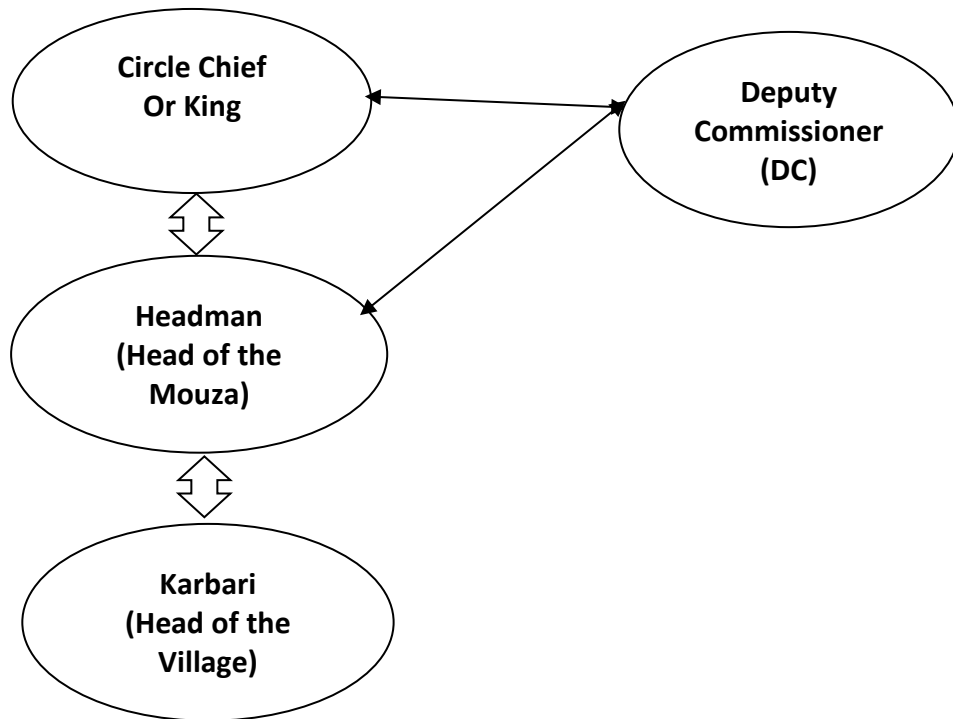 Circle Chief
Or King
Deputy
Commissioner
(DC)
Headman
(Head of the
Mouza)
Karbari
(Head of the
Village)